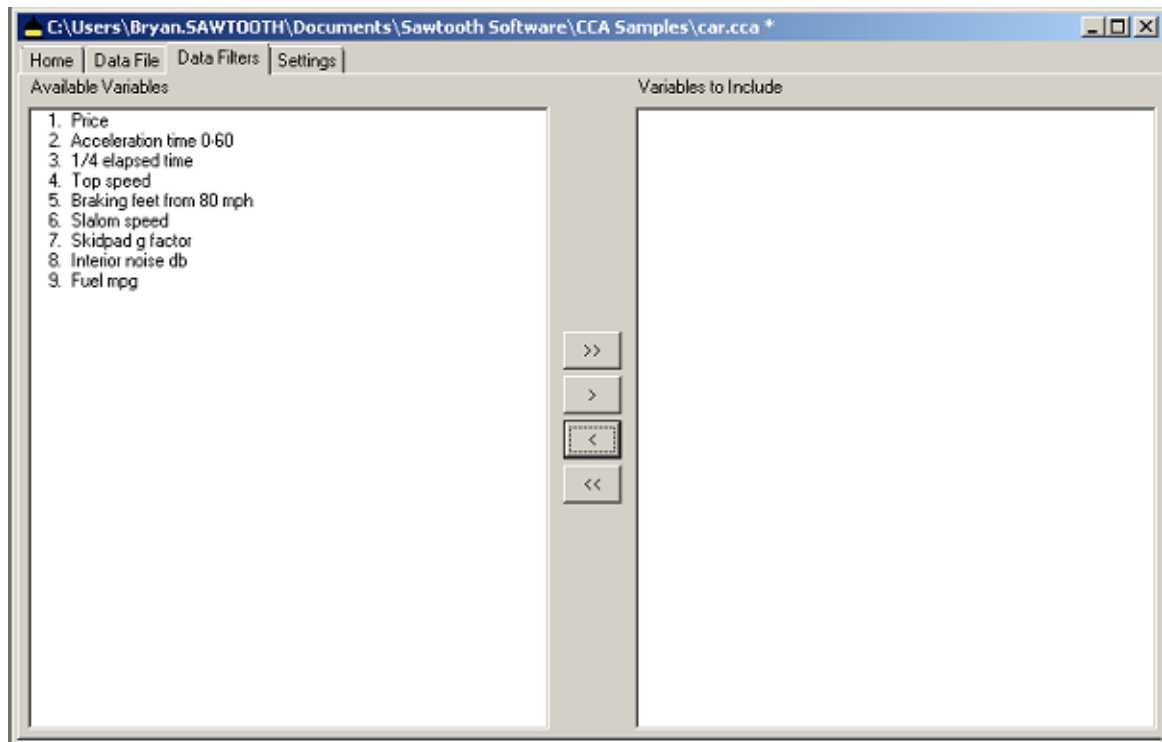 C:\Users\Bryan.SAWTOOTH\Documents\Sawtooth Software\CCA Samples\car.cca *
Home Data File Data Filters Settings
Available Variables
1. Price
2. Acceleration time 0-60
3. 1/4 elapsed time
4. Top speed
5. Braking feet from 80 mph
6. Slalom speed
7. Skidpad g factor
8. Interior noise db
9. Fuel mpg
>>
>
<
<<
Variables to Include